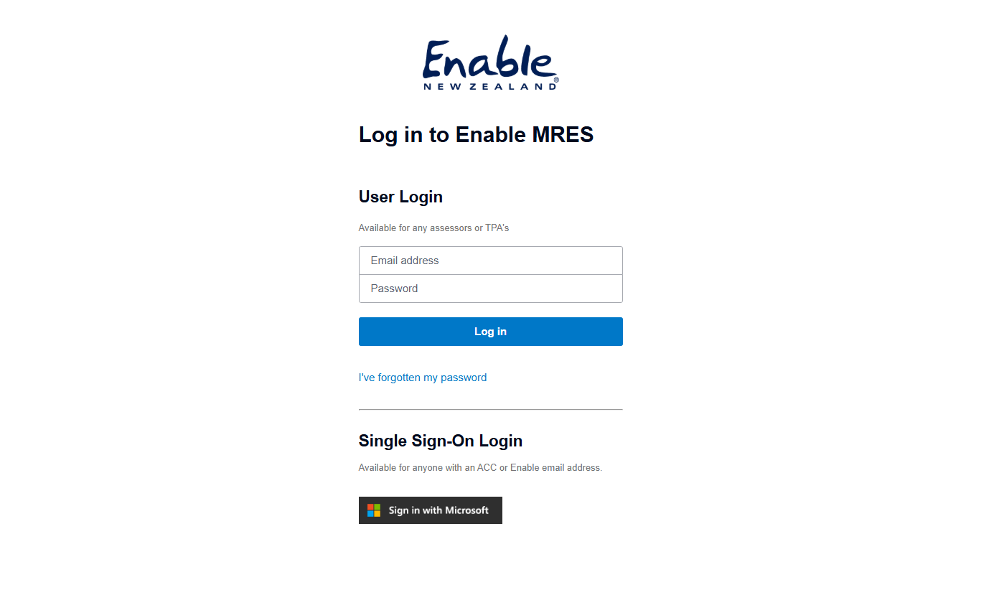 Enable
NEW ZEALAND®
Log in to Enable MRES
User Login
Available for any assessors or TPA's
Email address
Password
Log in
I've forgotten my password
Single Sign-On Login
Available for anyone with an ACC or Enable email address.
Sign in with Microsoft